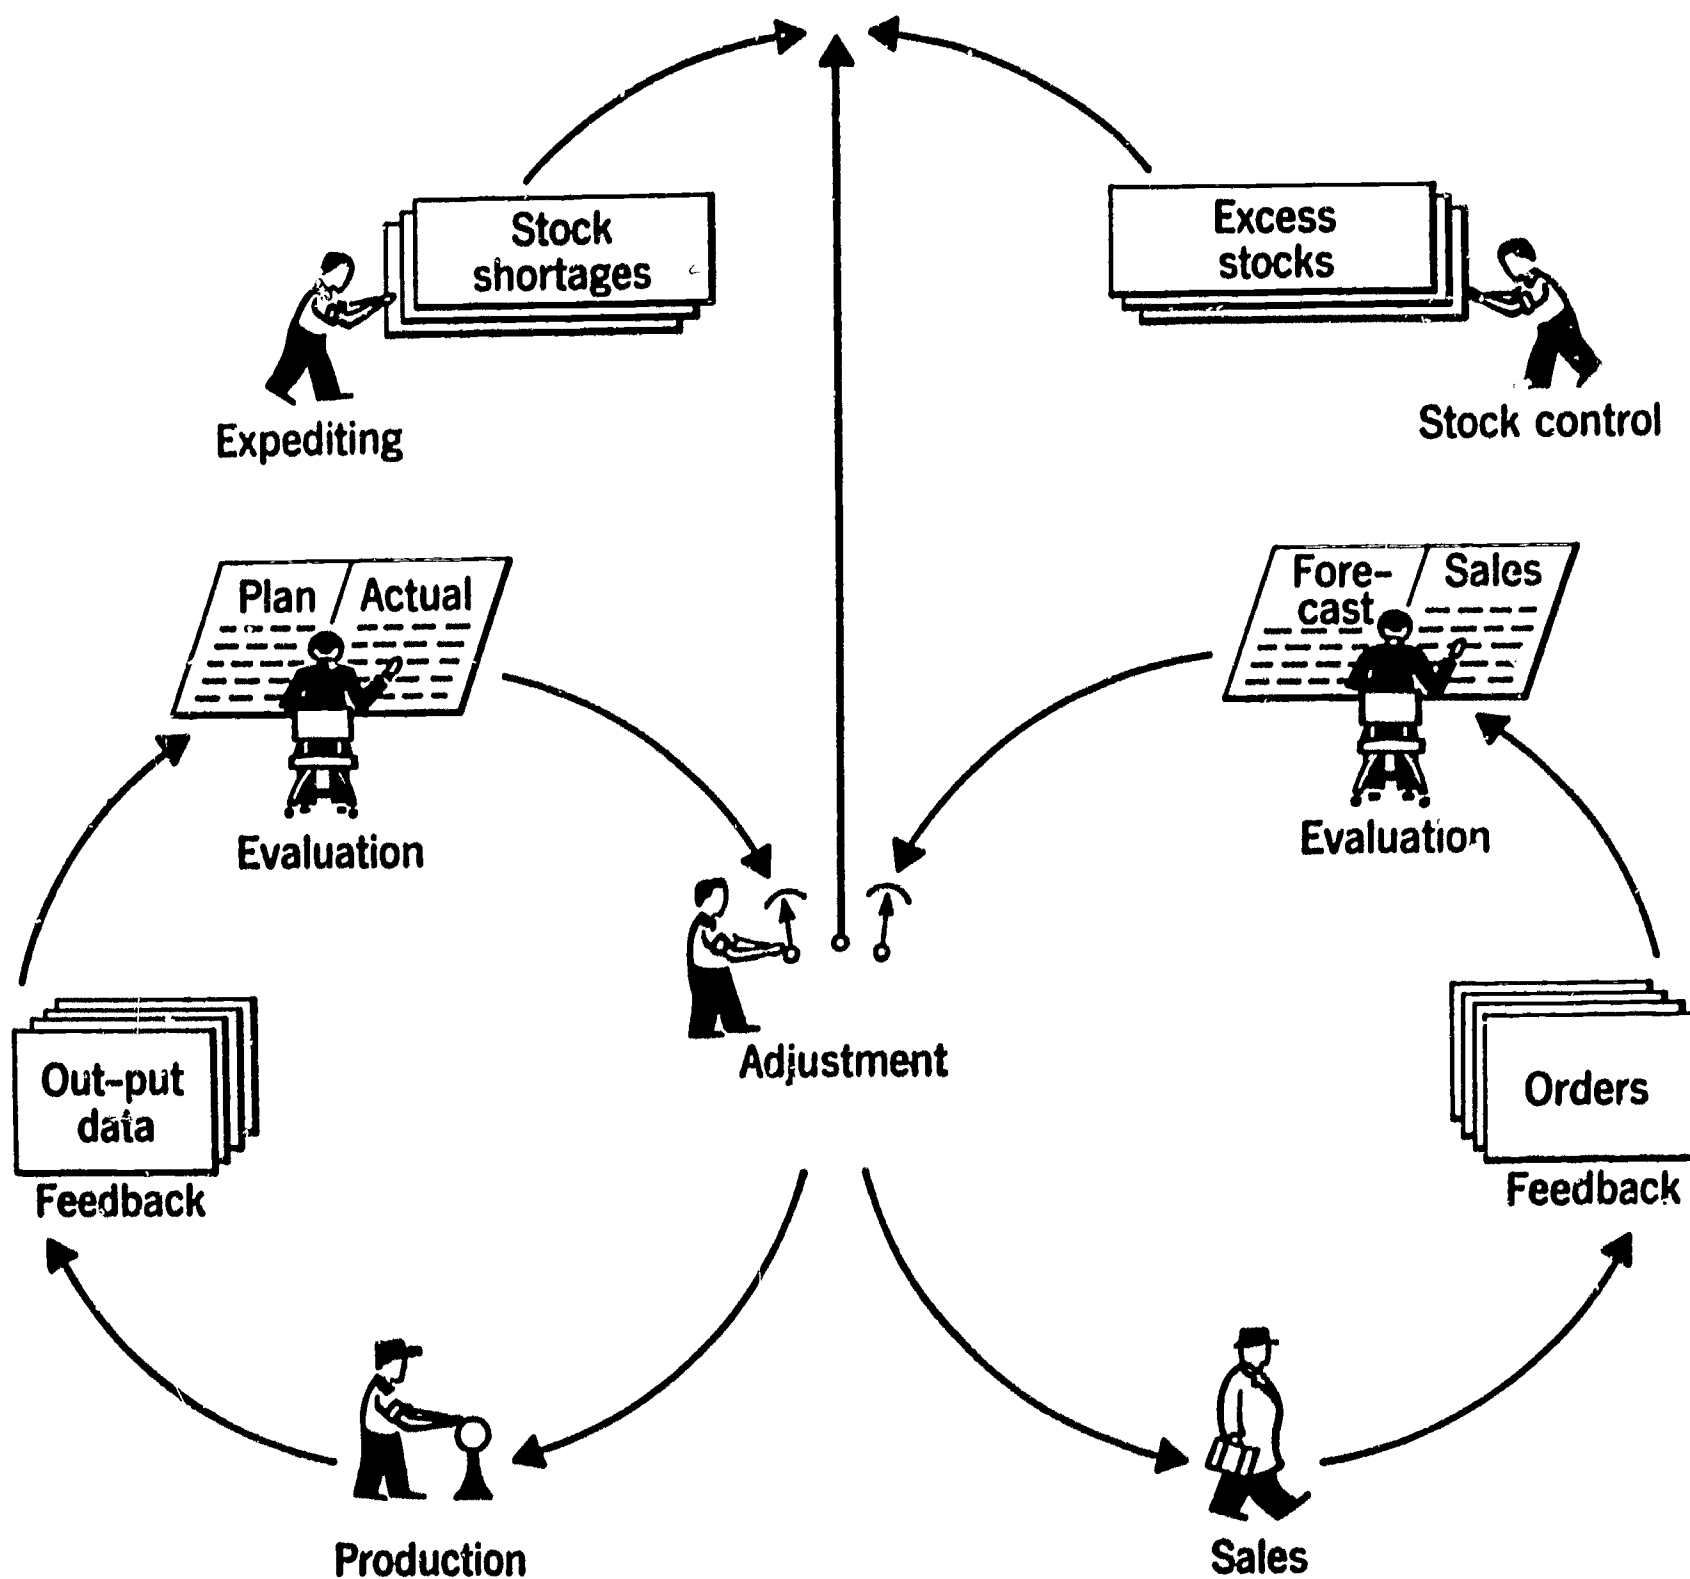 Stock
shortages
Excess
stocks
Expediting
Stock control
Plan
Actual
Fore-
cast
Sales
Evaluation
Evaluation
Adjustment
Out-put
data
Feedback
Orders
Feedback
Production
Sales